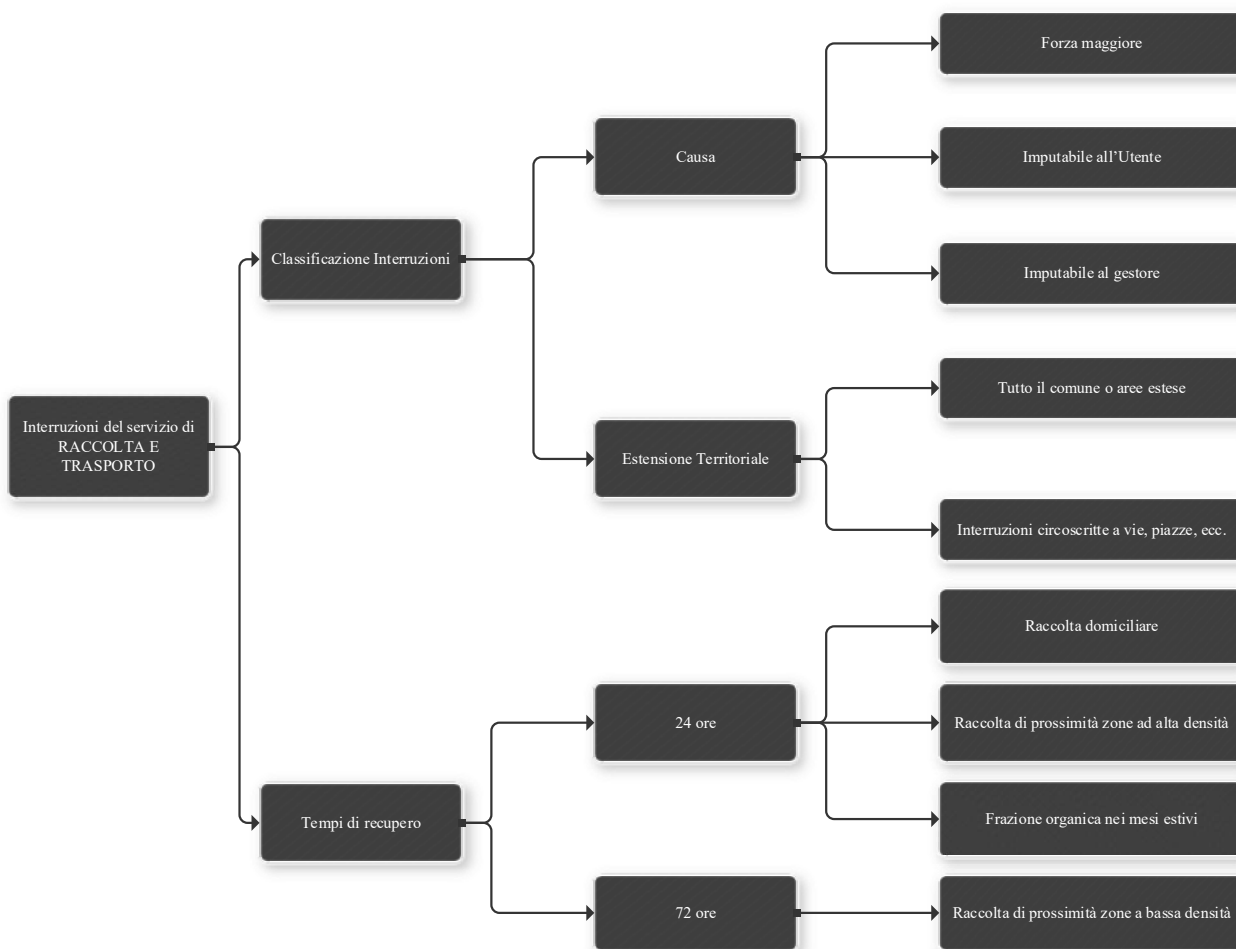 Forza maggiore
Causa
Imputabile all’Utente
Classificazione Interruzioni
Imputabile al gestore
Tutto il comune o aree estese
Interruzioni del servizio di
RACCOLTA E
TRASPORTO
Estensione Territoriale
Interruzioni circoscritte a vie, piazze, ecc.
Raccolta domiciliare
24 ore
Raccolta di prossimità zone ad alta densità
Tempi di recupero
Frazione organica nei mesi estivi
72 ore
Raccolta di prossimità zone a bassa densità